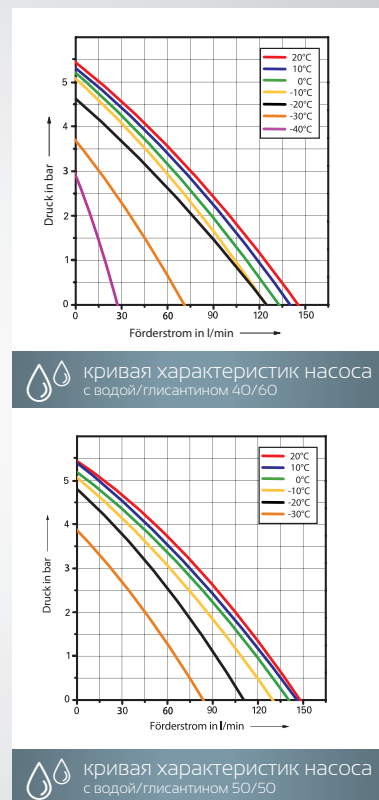 20°C
10°C
0°C
-10°C
-20°C
-30°C
-40°C
5
4
3
2
1
0
Druck in bar
0 30 60 90 120 150
Förderstrom in l/min
кривая характеристик насоса
с водой/глисантином 40/60
20°C
10°C
0°C
-10°C
-20°C
-30°C
5
4
3
2
1
0
Druck in bar
0 30 60 90 120 150
Förderstrom in l/min
кривая характеристик насоса
с водой/глисантином 50/50